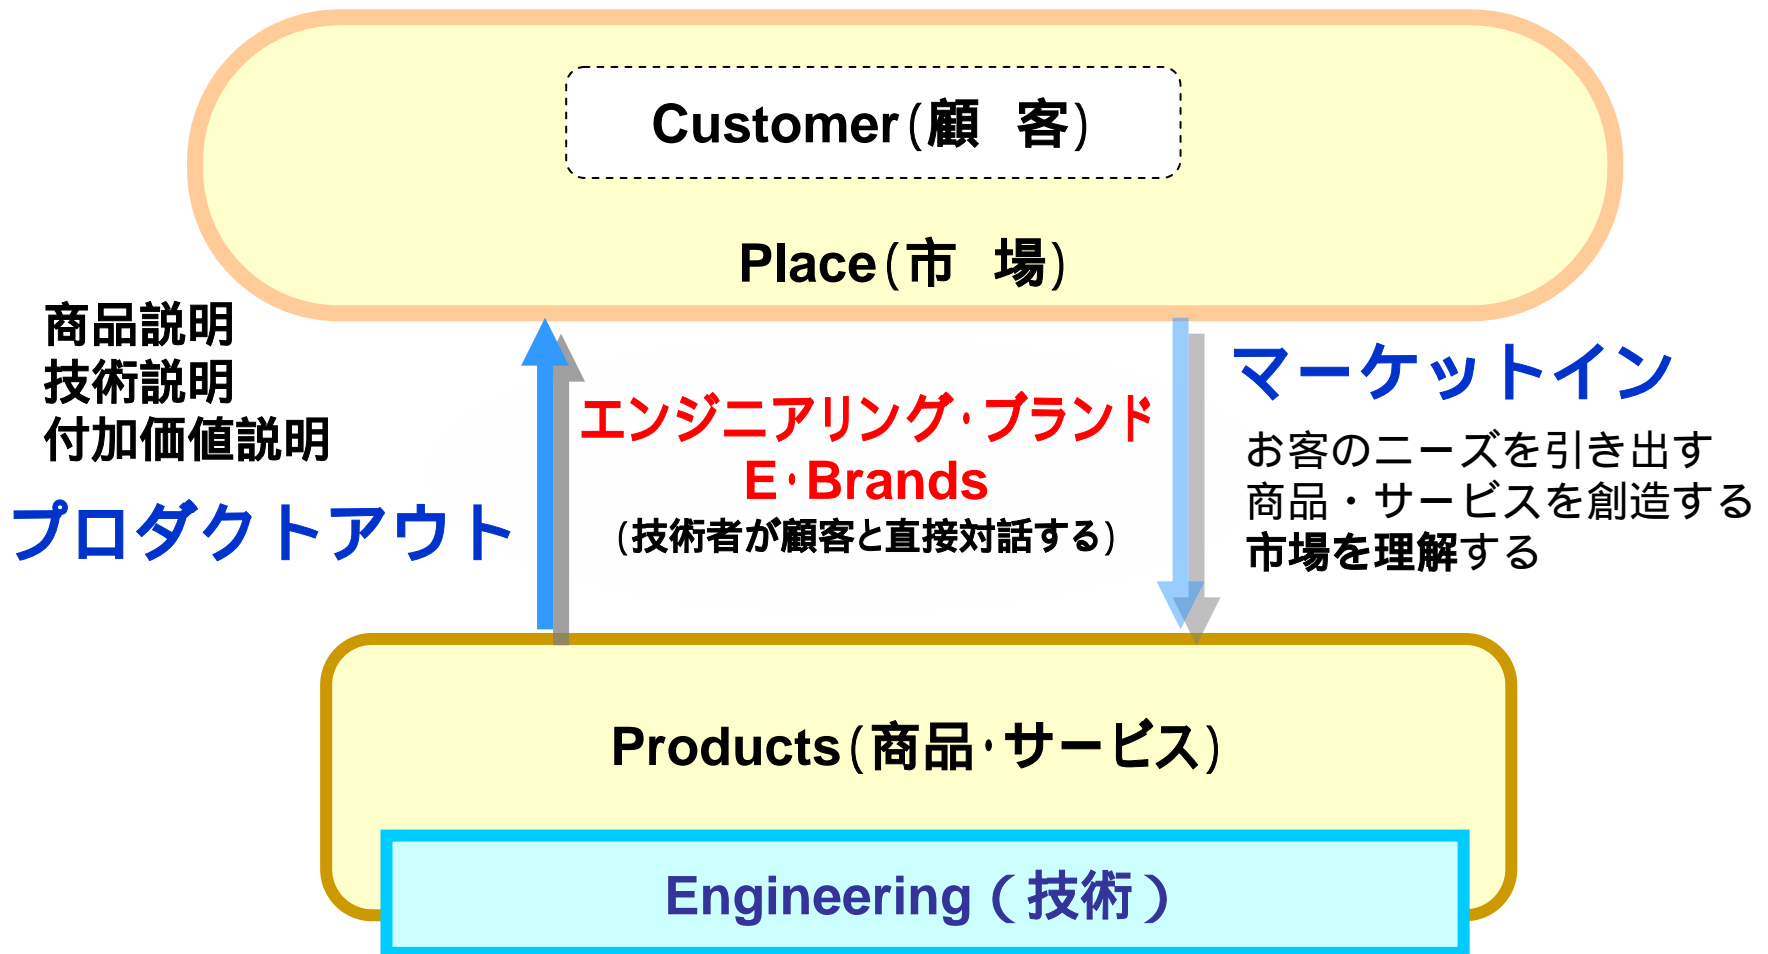 Customer(顧 客)
Place(市 場)
商品説明
技術説明
付加価値説明
プロダクトアウト
エンジニアリング・ブランド
E・Brands
(技術者が顧客と直接対話する)
マーケットイン
お客のニーズを引き出す
商品・サービスを創造する
市場を理解する
Products(商品・サービス)
Engineering(技術)